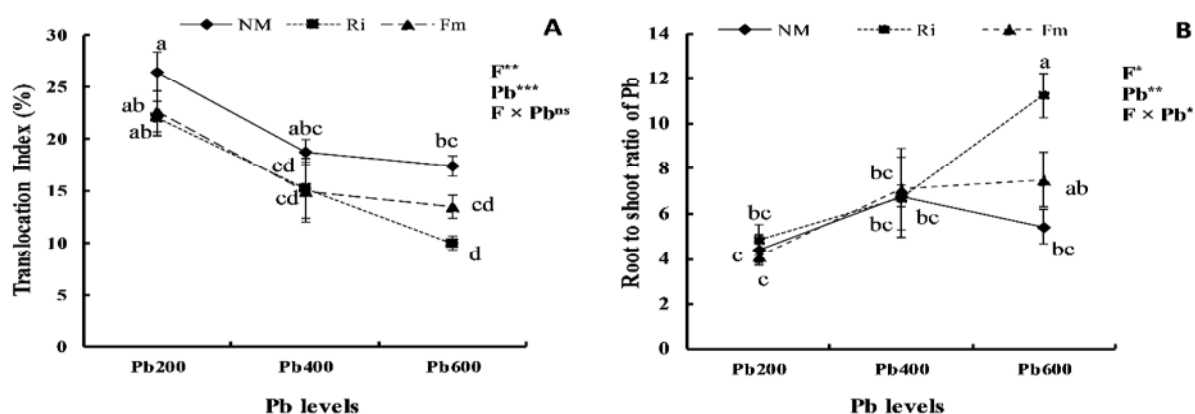 NM Ri Fm
A
Translocation Index (%)
30
25
20
15
10
5
0
a
ab
ab
abc
cd
cd
bc
cd
d
F**
Pb***
F × Pbns
Pb200 Pb400 Pb600
Pb levels
NM Ri Fm
B
Root to shoot ratio of Pb
14
12
10
8
6
4
2
0
bc
c
c
bc
bc bc
a
ab
bc
F*
Pb**
F × Pb*
Pb200 Pb400 Pb600
Pb levels